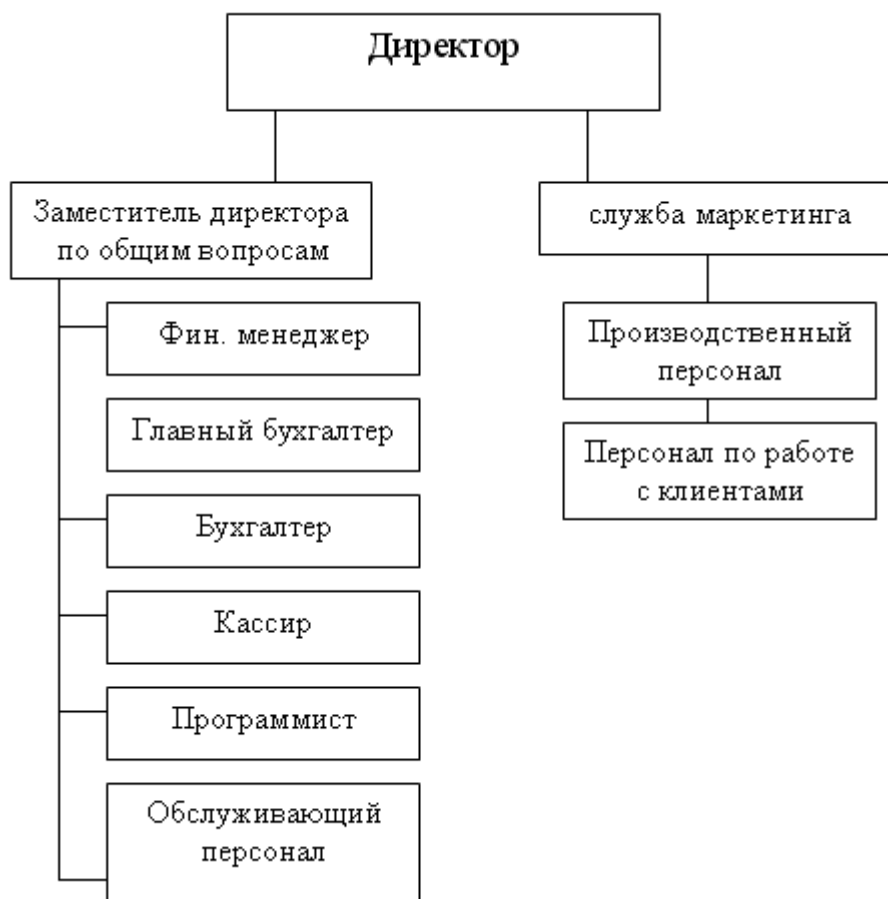 Директор
Заместитель директора
по общим вопросам
служба маркетинга
Фин. менеджер
Главный бухгалтер
Бухгалтер
Кассир
Программист
Обслуживающий
персонал
Производственный
персонал
Персонал по работе
с клиентами